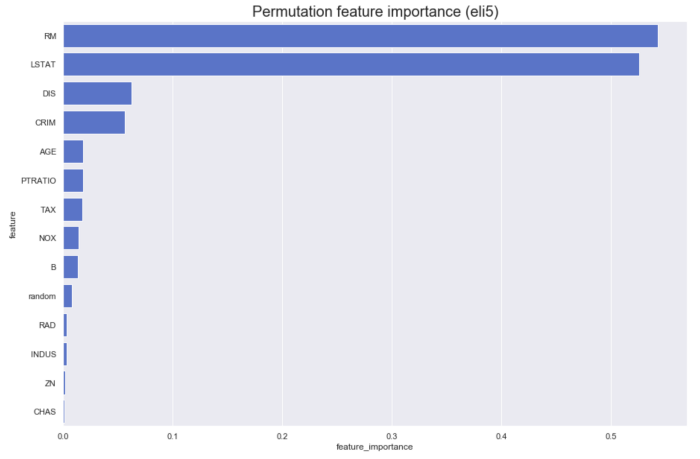 Permutation feature importance (eli5)
RM
LSTAT
DIS
CRIM
AGE
PTRATIO
TAX
NOX
B
random
RAD
INDUS
ZN
CHAS
feature
0.0 0.1 0.2 0.3 0.4 0.5
feature_importance